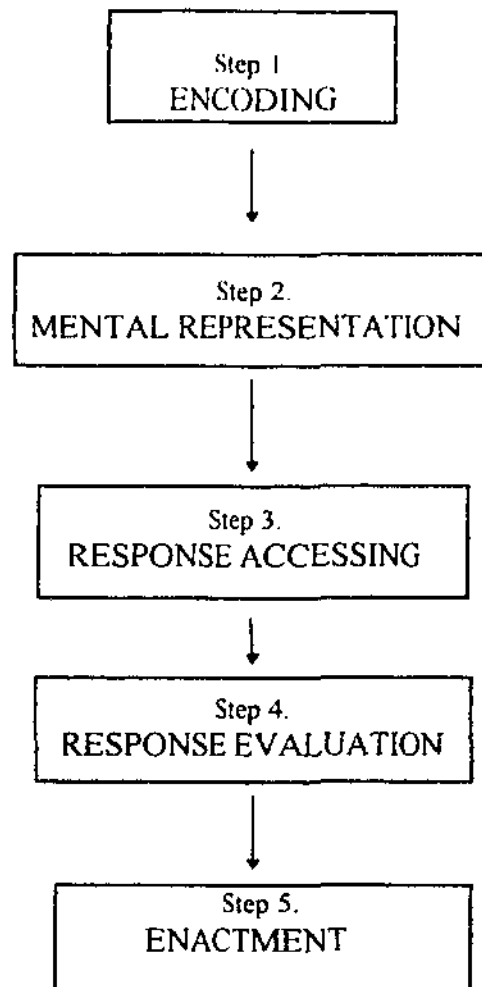 Step 1
ENCODING
Step 2.
MENTAL REPRESENTATION
Step 3.
RESPONSE ACCESSING
Step 4.
RESPONSE EVALUATION
Step 5.
ENACTMENT